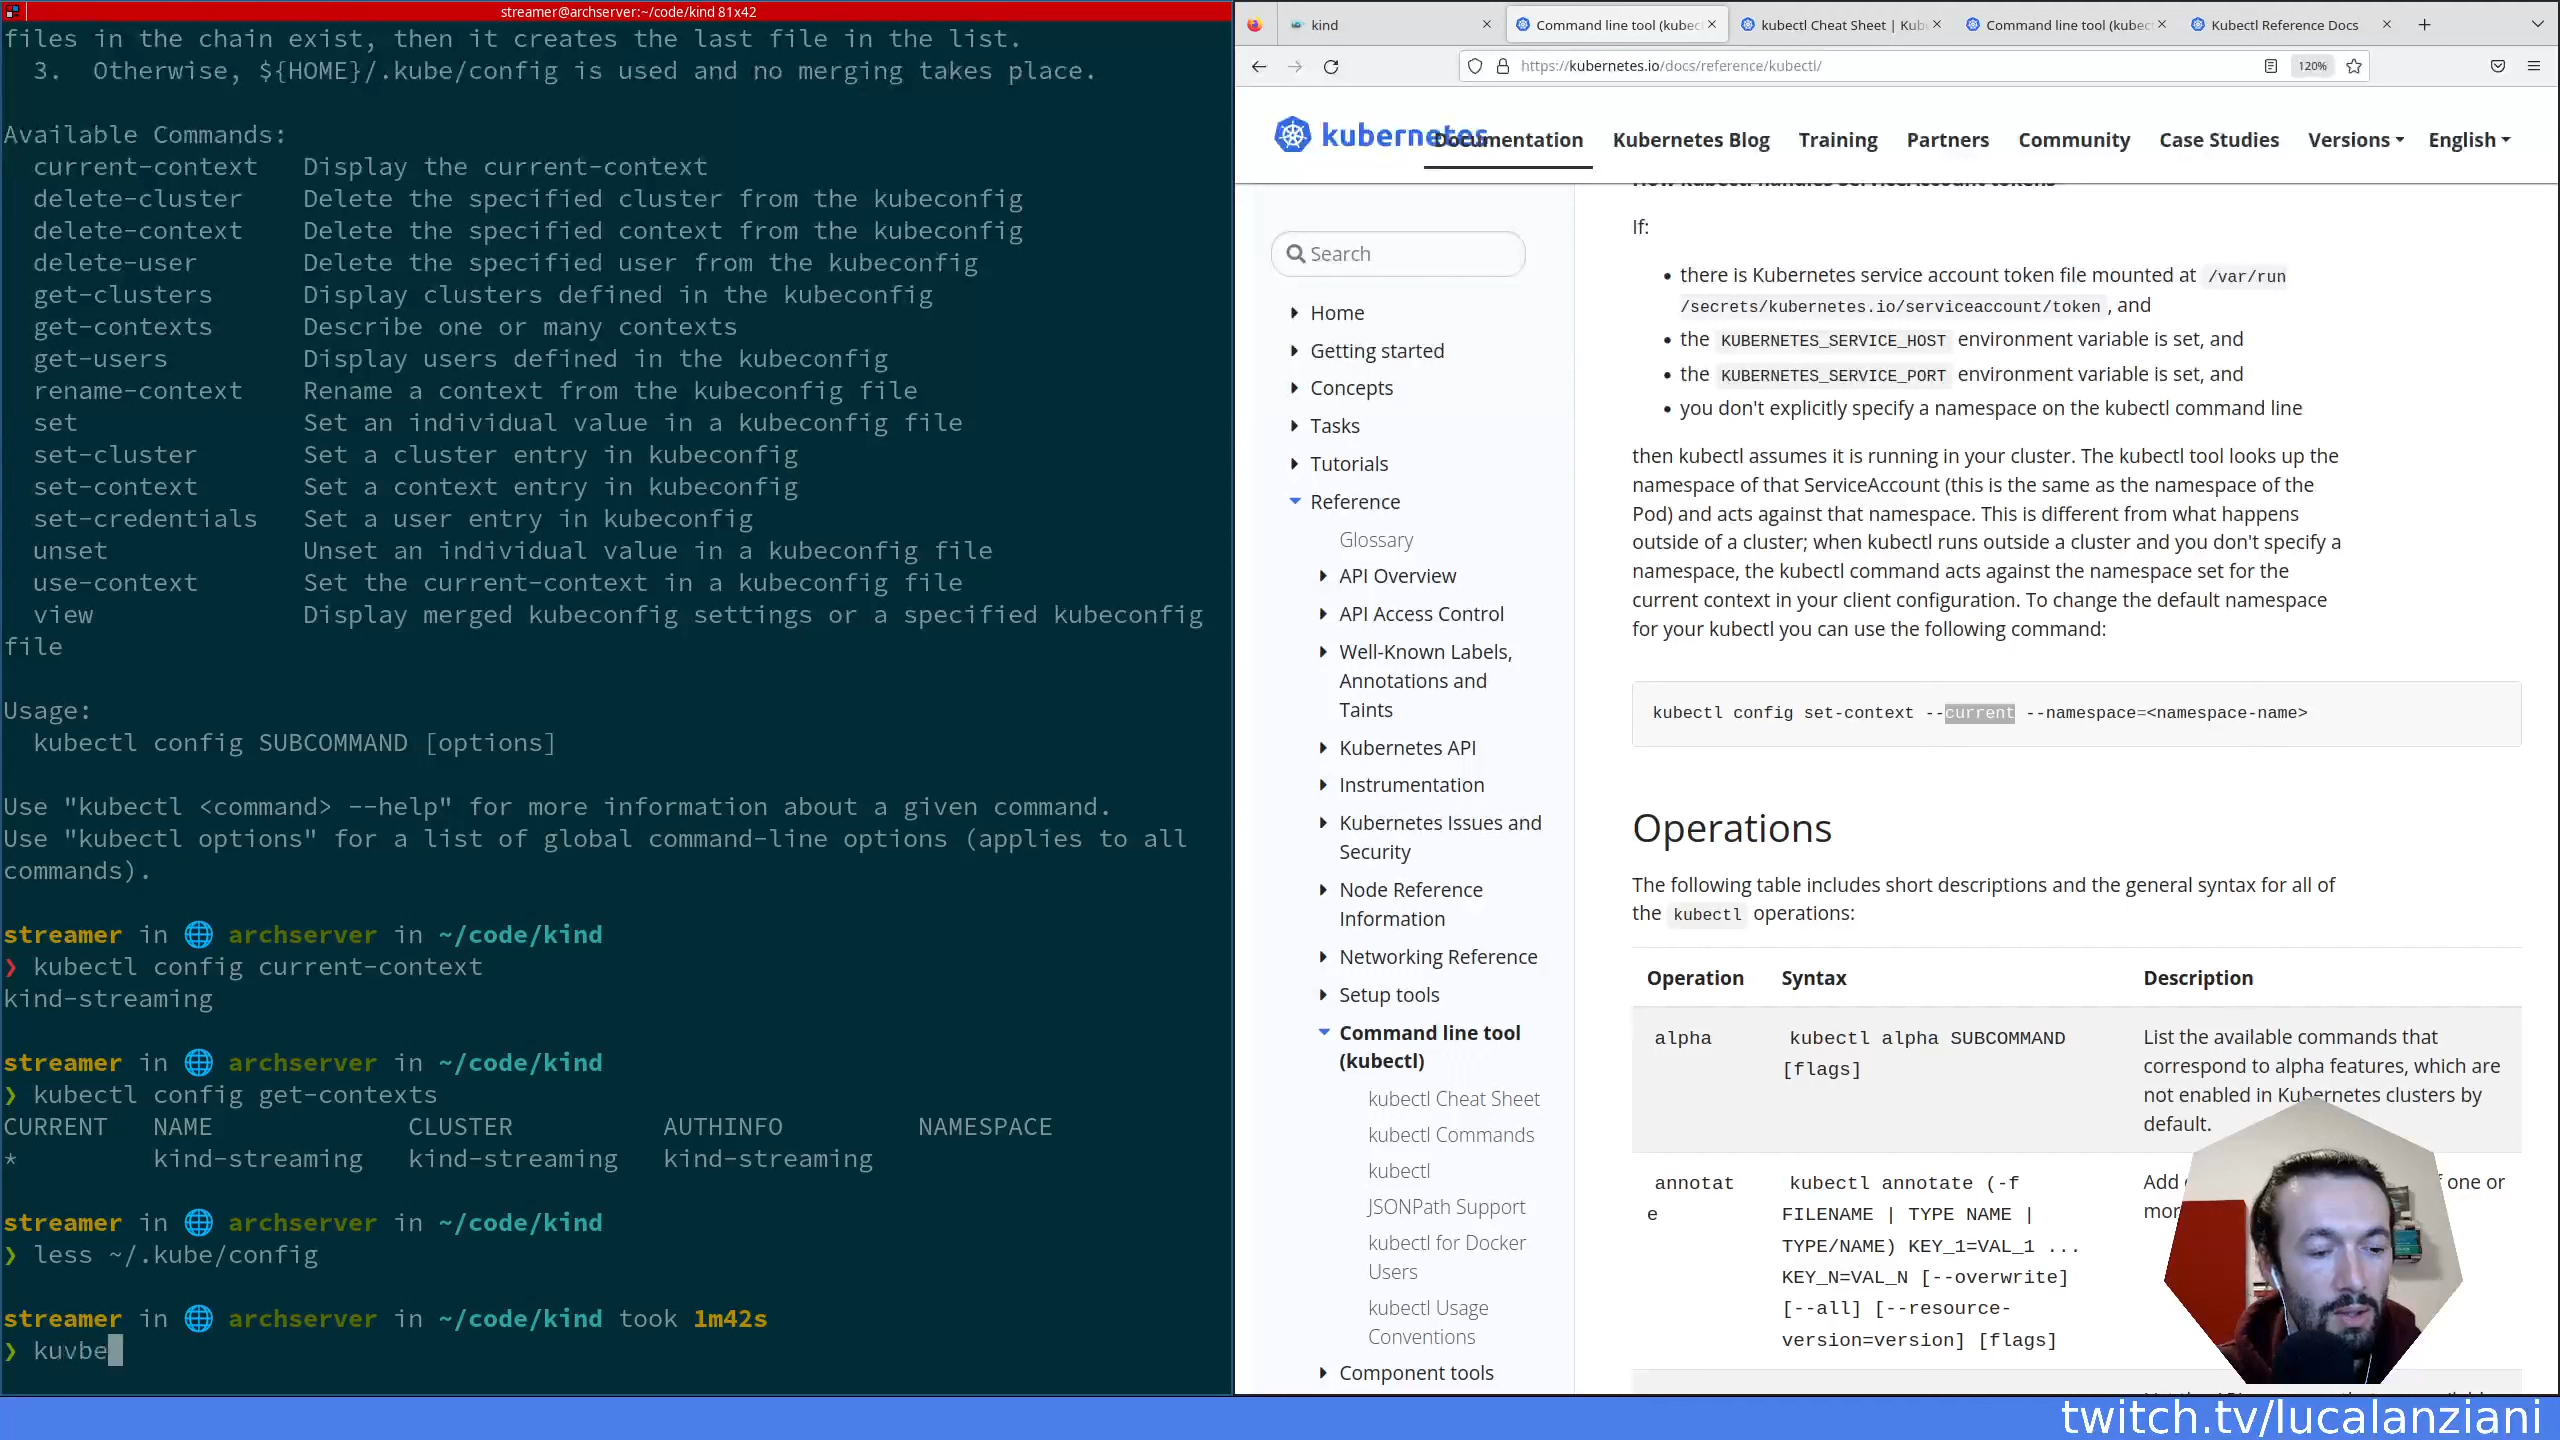 streamer@archserver:~/code/kind 81x42
files in the chain exist, then it creates the last file in the list.
  3.  Otherwise, ${HOME}/.kube/config is used and no merging takes place.
Available Commands:
  current-context   Display the current-context
  delete-cluster    Delete the specified cluster from the kubeconfig
  delete-context    Delete the specified context from the kubeconfig
  delete-user       Delete the specified user from the kubeconfig
  get-clusters      Display clusters defined in the kubeconfig
  get-contexts      Describe one or many contexts
  get-users         Display users defined in the kubeconfig
  rename-context    Rename a context from the kubeconfig file
  set               Set an individual value in a kubeconfig file
  set-cluster       Set a cluster entry in kubeconfig
  set-context       Set a context entry in kubeconfig
  set-credentials   Set a user entry in kubeconfig
  unset             Unset an individual value in a kubeconfig file
  use-context       Set the current-context in a kubeconfig file
  view              Display merged kubeconfig settings or a specified kubeconfig
file
Usage:
  kubectl config SUBCOMMAND [options]
Use "kubectl <command> --help" for more information about a given command.
Use "kubectl options" for a list of global command-line options (applies to all
commands).
streamer in 🌐 archserver in ~/code/kind
❯ kubectl config current-context
kind-streaming
streamer in 🌐 archserver in ~/code/kind
❯ kubectl config get-contexts
CURRENT   NAME             CLUSTER          AUTHINFO         NAMESPACE
*         kind-streaming   kind-streaming   kind-streaming
streamer in 🌐 archserver in ~/code/kind
❯ less ~/.kube/config
streamer in 🌐 archserver in ~/code/kind took 1m42s
❯ kuvbe
kind
Command line tool (kubec
kubectl Cheat Sheet | Kub
Command line tool (kubec
Kubectl Reference Docs
https://kubernetes.io/docs/reference/kubectl/
120%
kubernetes
Documentation
Kubernetes Blog
Training
Partners
Community
Case Studies
Versions
English
Search
Home
Getting started
Concepts
Tasks
Tutorials
Reference
Glossary
API Overview
API Access Control
Well-Known Labels,
Annotations and
Taints
Kubernetes API
Instrumentation
Kubernetes Issues and
Security
Node Reference
Information
Networking Reference
Setup tools
Command line tool
(kubectl)
kubectl Cheat Sheet
kubectl Commands
kubectl
JSONPath Support
kubectl for Docker
Users
kubectl Usage
Conventions
Component tools
How kubectl handles ServiceAccount tokens
If:
• there is Kubernetes service account token file mounted at /var/run
/secrets/kubernetes.io/serviceaccount/token , and
• the KUBERNETES_SERVICE_HOST environment variable is set, and
• the KUBERNETES_SERVICE_PORT environment variable is set, and
• you don't explicitly specify a namespace on the kubectl command line
then kubectl assumes it is running in your cluster. The kubectl tool looks up the
namespace of that ServiceAccount (this is the same as the namespace of the
Pod) and acts against that namespace. This is different from what happens
outside of a cluster; when kubectl runs outside a cluster and you don't specify a
namespace, the kubectl command acts against the namespace set for the
current context in your client configuration. To change the default namespace
for your kubectl you can use the following command:
kubectl config set-context --current --namespace=<namespace-name>
Operations
The following table includes short descriptions and the general syntax for all of
the kubectl operations:
Operation Syntax Description
alpha
kubectl alpha SUBCOMMAND
[flags]
List the available commands that
correspond to alpha features, which are
not enabled in Kubernetes clusters by
default.
annotat
e
kubectl annotate (-f
FILENAME | TYPE NAME |
TYPE/NAME) KEY_1=VAL_1 ...
KEY_N=VAL_N [--overwrite]
[--all] [--resource-
version=version] [flags]
Add
one or
twitch.tv/lucalanziani